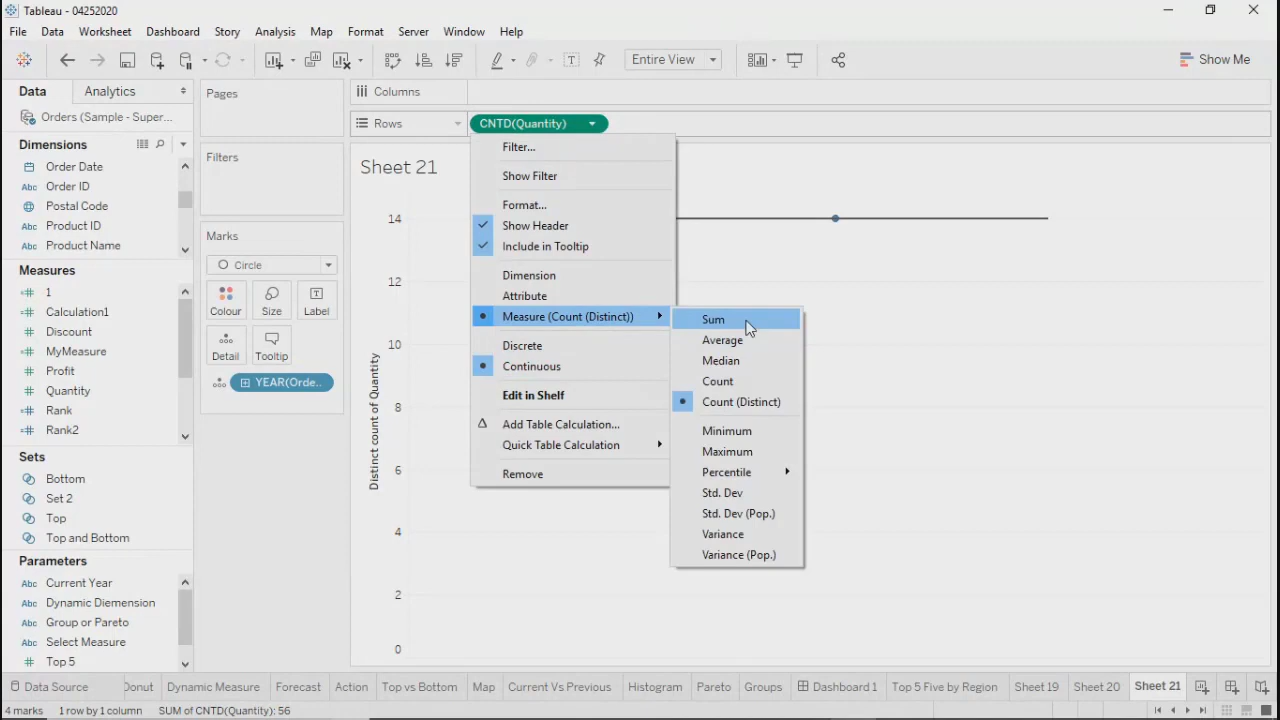 Tableau - 04252020
File Data Worksheet Dashboard Story Analysis Map Format Server Window Help
Entire View
Show Me
Data Analytics
Orders (Sample - Super...
Dimensions
Order Date
Abc Order ID
Postal Code
Abc Product ID
Abc Product Name
Measures
1
Calculation1
Discount
MyMeasure
Profit
Quantity
Rank
Rank2
Sets
Bottom
Set 2
Top
Top and Bottom
Parameters
Abc Current Year
Abc Dynamic Diemension
Abc Group or Pareto
Abc Select Measure
Top 5
Pages
Filters
Marks
Circle
Colour Size Label
Detail Tooltip
YEAR(Orde..
Columns
Rows CNTD(Quantity)
Sheet 21
Distinct count of Quantity
14
12
10
8
6
4
2
0
Filter...
Show Filter
Format...
Show Header
Include in Tooltip
Dimension
Attribute
Measure (Count (Distinct))
Discrete
Continuous
Edit in Shelf
Add Table Calculation...
Quick Table Calculation
Remove
Sum
Average
Median
Count
Count (Distinct)
Minimum
Maximum
Percentile
Std. Dev
Std. Dev (Pop.)
Variance
Variance (Pop.)
Data Source Donut Dynamic Measure Forecast Action Top vs Bottom Map Current Vs Previous Histogram Pareto Groups Dashboard 1 Top 5 Five by Region Sheet 19 Sheet 20 Sheet 21
4 marks 1 row by 1 column SUM of CNTD(Quantity): 56